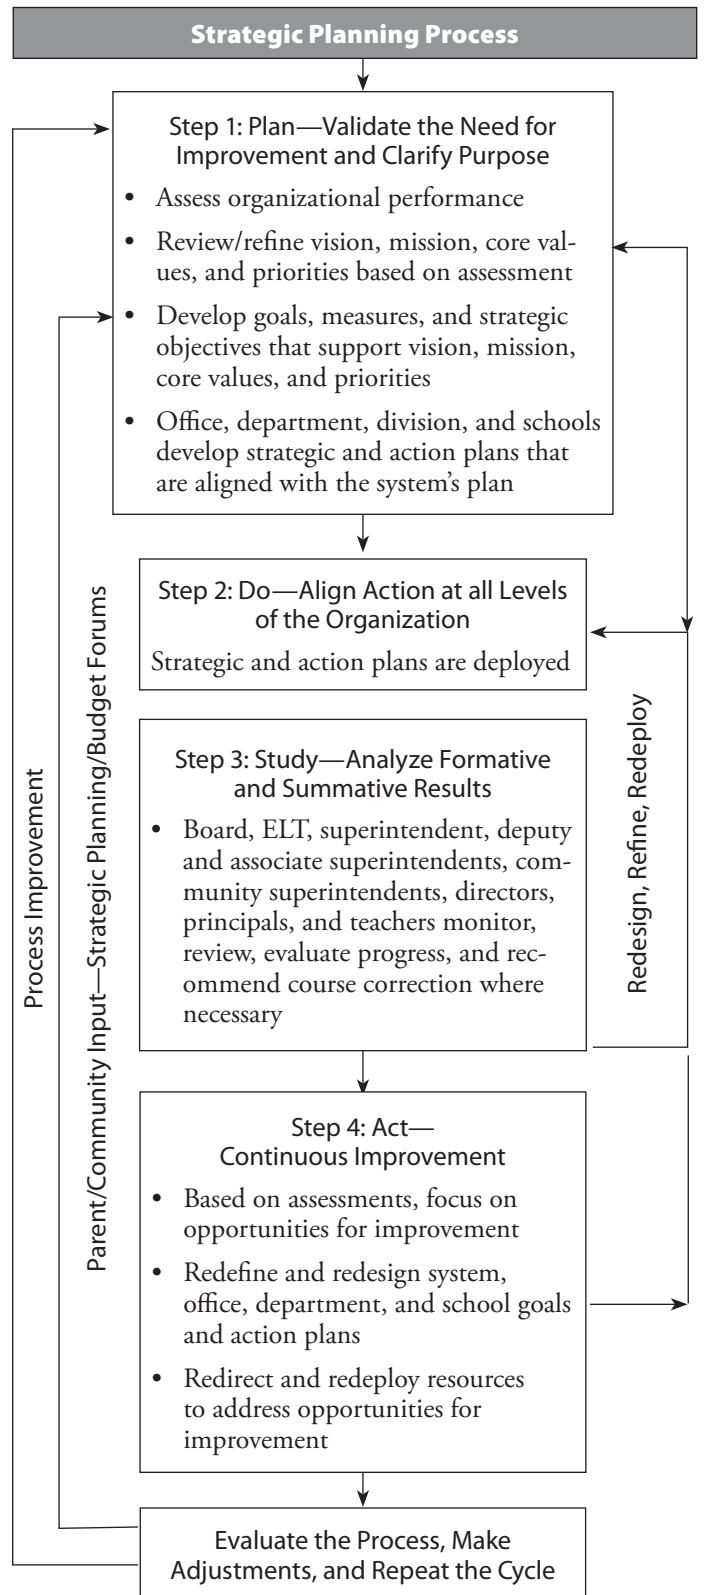 Strategic Planning Process
Step 1: Plan—Validate the Need for
Improvement and Clarify Purpose
• Assess organizational performance
• Review/refine vision, mission, core val-
ues, and priorities based on assessment
• Develop goals, measures, and strategic
objectives that support vision, mission,
core values, and priorities
• Office, department, division, and schools
develop strategic and action plans that
are aligned with the system’s plan
Step 2: Do—Align Action at all Levels
of the Organization
Strategic and action plans are deployed
Step 3: Study—Analyze Formative
and Summative Results
• Board, ELT, superintendent, deputy
and associate superintendents, com-
munity superintendents, directors,
principals, and teachers monitor,
review, evaluate progress, and rec-
ommend course correction where
necessary
Step 4: Act—
Continuous Improvement
• Based on assessments, focus on
opportunities for improvement
• Redefine and redesign system,
office, department, and school goals
and action plans
• Redirect and redeploy resources
to address opportunities for
improvement
Evaluate the Process, Make
Adjustments, and Repeat the Cycle
Process Improvement
Parent/Community Input—Strategic Planning/Budget Forums
Redesign, Refine, Redeploy